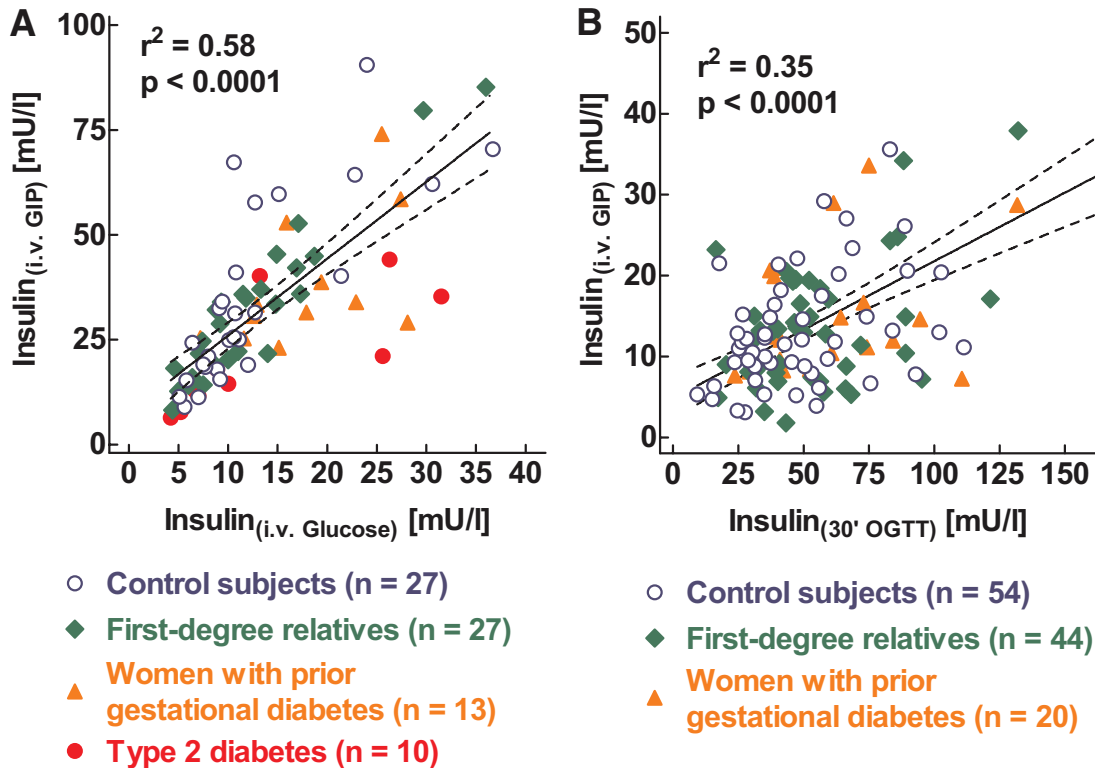 A
r² = 0.58
p < 0.0001
Insulin(i.v. GIP) [mU/l]
100
75
50
25
0
0 5 10 15 20 25 30 35 40
Insulin(i.v. Glucose) [mU/l]
Control subjects (n = 27)
First-degree relatives (n = 27)
Women with prior
gestational diabetes (n = 13)
Type 2 diabetes (n = 10)
B
r² = 0.35
p < 0.0001
Insulin(i.v. GIP) [mU/l]
50
40
30
20
10
0
0 25 50 75 100 125 150
Insulin(30' OGTT) [mU/l]
Control subjects (n = 54)
First-degree relatives (n = 44)
Women with prior
gestational diabetes (n = 20)